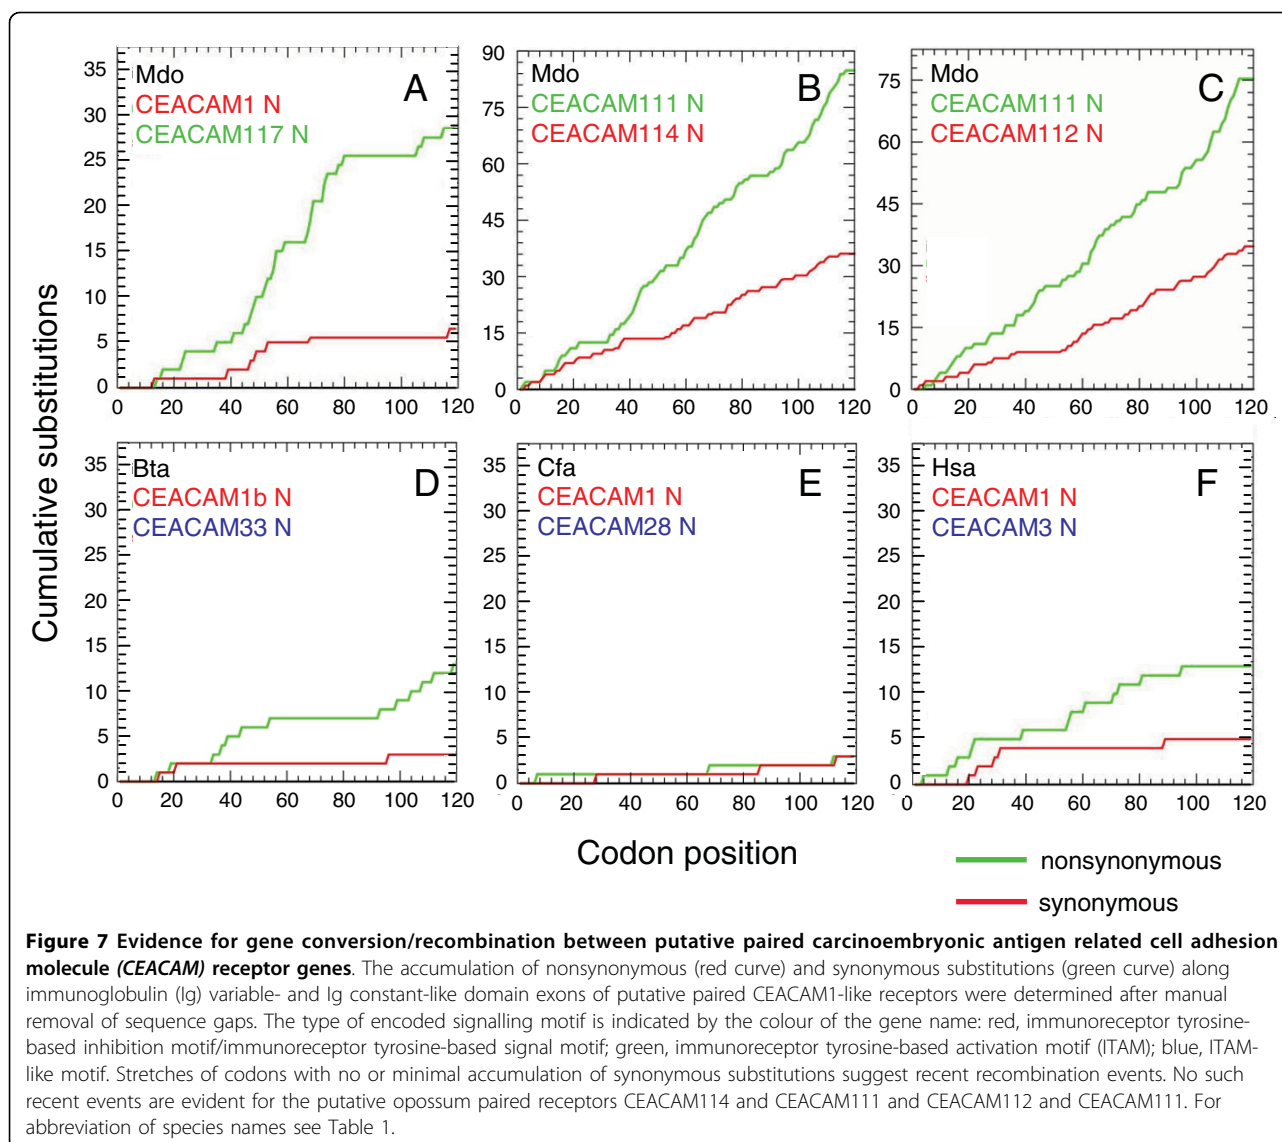 Cumulative substitutions
Mdo
CEACAM1 N
CEACAM117 N
A
35
30
25
20
15
10
5
0
0 20 40 60 80 100 120
Mdo
CEACAM111 N
CEACAM114 N
B
90
75
60
45
30
15
0
0 20 40 60 80 100 120
Mdo
CEACAM111 N
CEACAM112 N
C
75
60
45
30
15
0
0 20 40 60 80 100 120
Bta
CEACAM1b N
CEACAM33 N
D
35
30
25
20
15
10
5
0
0 20 40 60 80 100 120
Cfa
CEACAM1 N
CEACAM28 N
E
35
30
25
20
15
10
5
0
0 20 40 60 80 100 120
Hsa
CEACAM1 N
CEACAM3 N
F
35
30
25
20
15
10
5
0
0 20 40 60 80 100 120
Codon position
nonsynonymous
synonymous
Figure 7 Evidence for gene conversion/recombination between putative paired carcinoembryonic antigen related cell adhesion
molecule (CEACAM) receptor genes. The accumulation of nonsynonymous (red curve) and synonymous substitutions (green curve) along
immunoglobulin (Ig) variable- and Ig constant-like domain exons of putative paired CEACAM1-like receptors were determined after manual
removal of sequence gaps. The type of encoded signalling motif is indicated by the colour of the gene name: red, immunoreceptor tyrosine-
based inhibition motif/immunoreceptor tyrosine-based signal motif; green, immunoreceptor tyrosine-based activation motif (ITAM); blue, ITAM-
like motif. Stretches of codons with no or minimal accumulation of synonymous substitutions suggest recent recombination events. No such
recent events are evident for the putative opossum paired receptors CEACAM114 and CEACAM111 and CEACAM112 and CEACAM111. For
abbreviation of species names see Table 1.